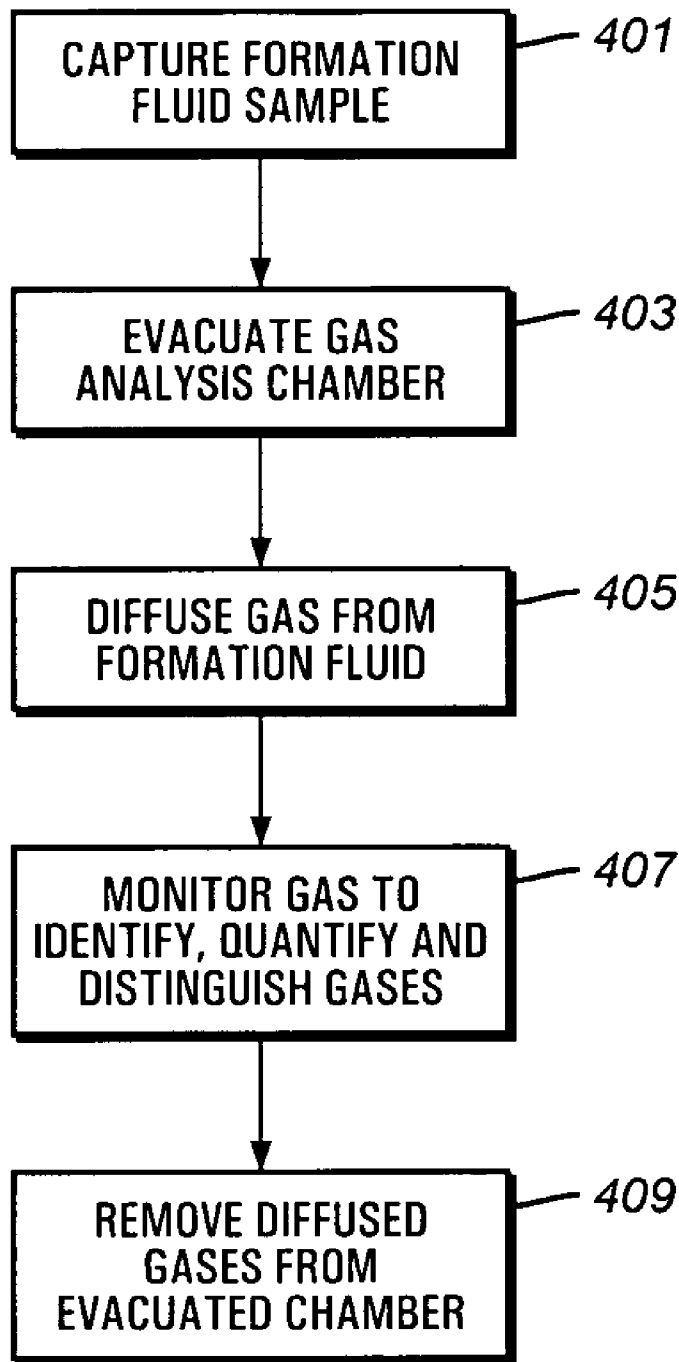 CAPTURE FORMATION
FLUID SAMPLE
401
EVACUATE GAS
ANALYSIS CHAMBER
403
DIFFUSE GAS FROM
FORMATION FLUID
405
MONITOR GAS TO
IDENTIFY, QUANTIFY AND
DISTINGUISH GASES
407
REMOVE DIFFUSED
GASES FROM
EVACUATED CHAMBER
409